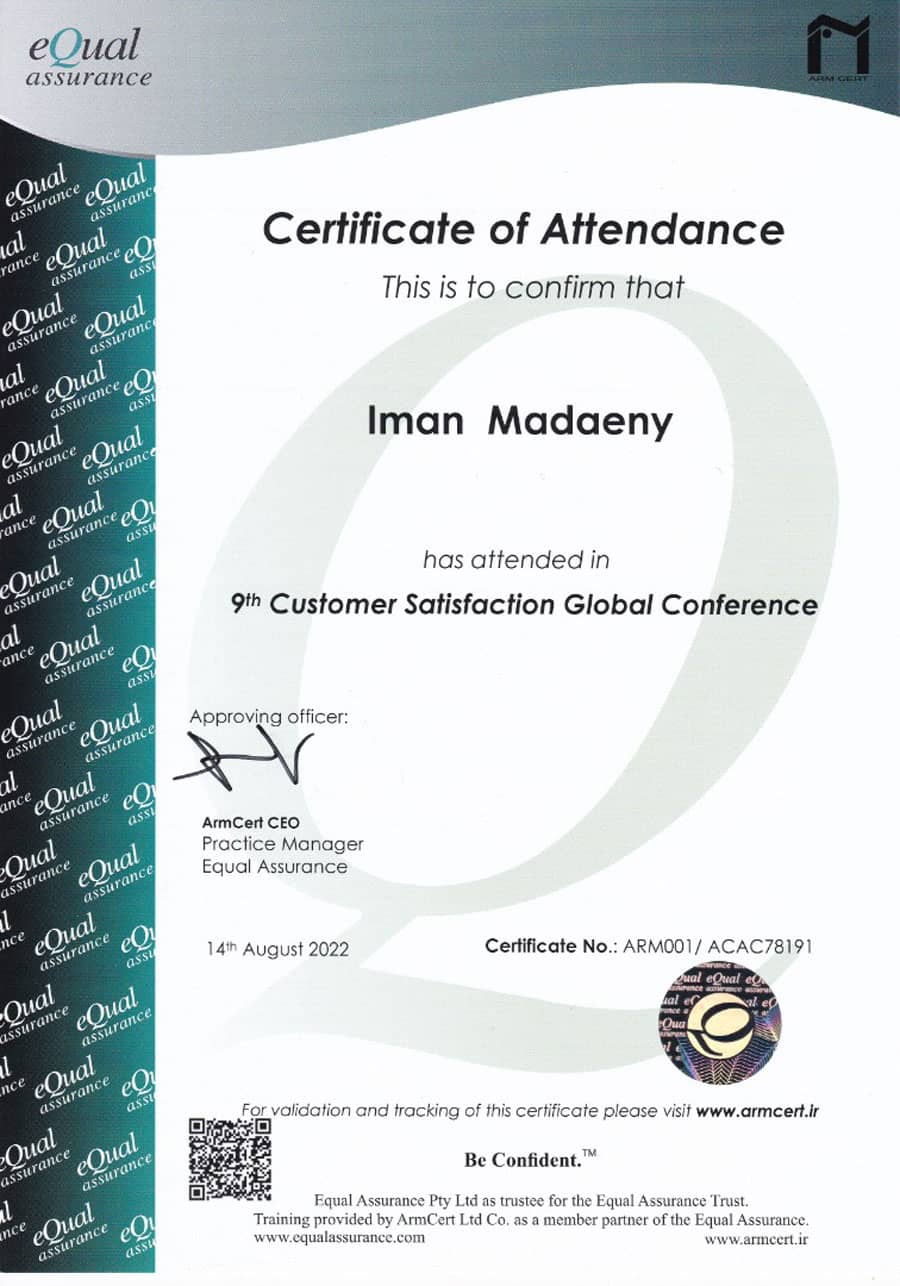 eQual
assurance
ARM CERT
Certificate of Attendance
This is to confirm that
Iman Madaeny
has attended in
9th Customer Satisfaction Global Conference
Approving officer:
ArmCert CEO
Practice Manager
Equal Assurance
14th August 2022
Certificate No.: ARM001/ ACAC78191
For validation and tracking of this certificate please visit www.armcert.ir
Be Confident.™
Equal Assurance Pty Ltd as trustee for the Equal Assurance Trust.
Training provided by ArmCert Ltd Co. as a member partner of the Equal Assurance.
www.equalassurance.com
www.armcert.ir